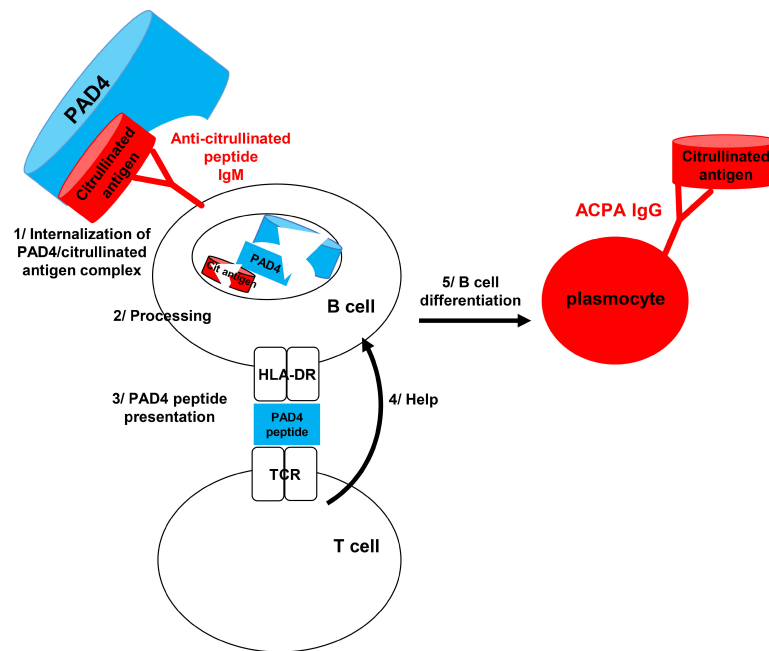 PAD4
Citrullinated
antigen
Anti-citrullinated
peptide
IgM
1/ Internalization of
PAD4/citrullinated
antigen complex
Cit antigen
PAD4
B cell
2/ Processing
HLA-DR
3/ PAD4 peptide
presentation
PAD4
peptide
TCR
4/ Help
T cell
5/ B cell
differentiation
Citrullinated
antigen
ACPA IgG
plasmocyte